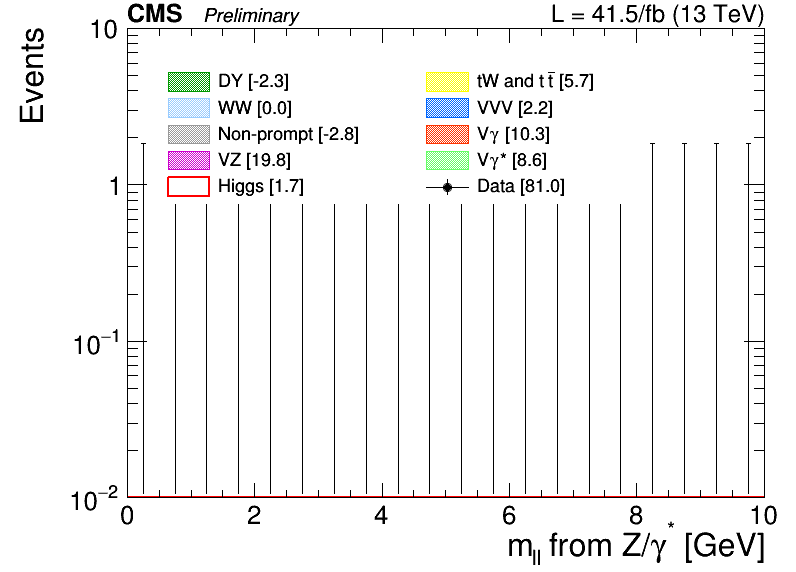 CMS Preliminary L = 41.5/fb (13 TeV)
Events
10
1
10⁻¹
10⁻²
DY [-2.3]
WW [0.0]
Non-prompt [-2.8]
VZ [19.8]
Higgs [1.7]
tW and tt̄ [5.7]
VVV [2.2]
Vγ [10.3]
Vγ* [8.6]
Data [81.0]
0 2 4 6 8 10
m_ll from Z/γ* [GeV]